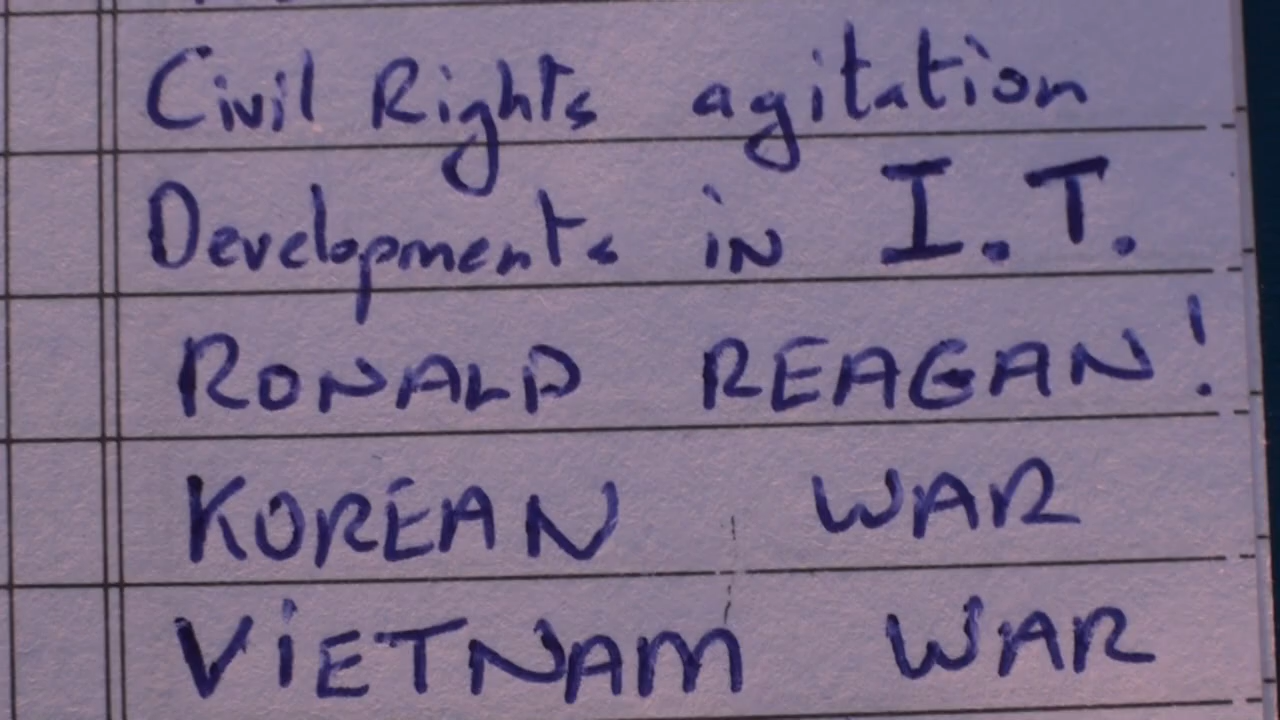 Civil Rights agitation
Developments in I.T.
RONALD REAGAN!
KOREAN WAR
ViETNAM WAR